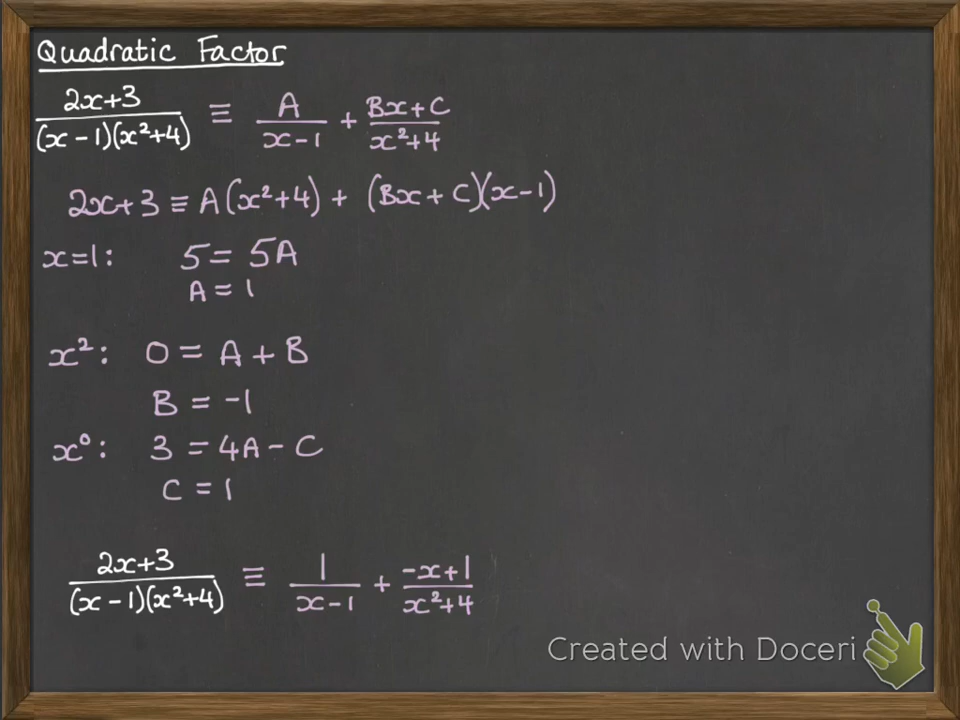 Quadratic Factor
2x+3/((x-1)(x²+4)) ≡ A/(x-1) + (Bx+C)/(x²+4)
2x+3 ≡ A(x²+4) + (Bx+C)(x-1)
x=1: 5 = 5A
A = 1
x²: 0 = A + B
B = -1
x⁰: 3 = 4A - C
C = 1
2x+3/((x-1)(x²+4)) ≡ 1/(x-1) + (-x+1)/(x²+4)
Created with Doceri